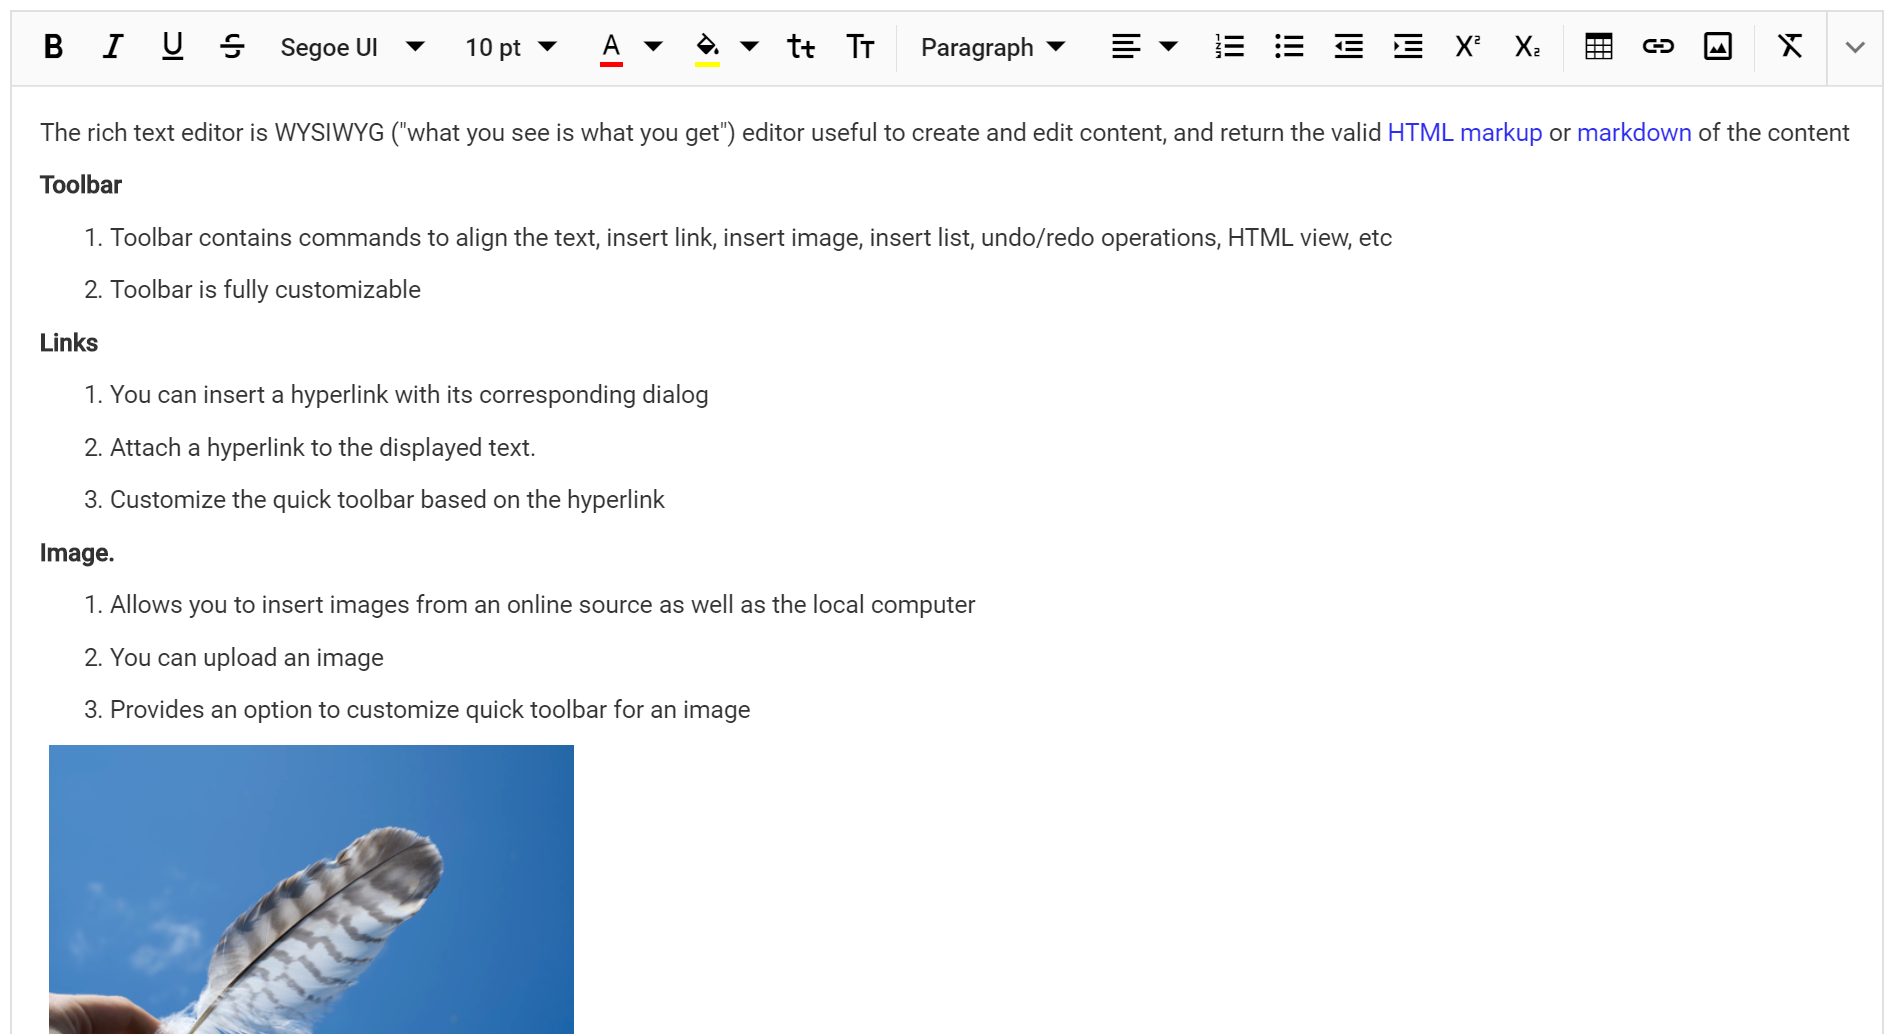 B I U S Segoe UI 10 pt A tt TT Paragraph X² X₂
The rich text editor is WYSIWYG ("what you see is what you get") editor useful to create and edit content, and return the valid HTML markup or markdown of the content
Toolbar
1. Toolbar contains commands to align the text, insert link, insert image, insert list, undo/redo operations, HTML view, etc
2. Toolbar is fully customizable
Links
1. You can insert a hyperlink with its corresponding dialog
2. Attach a hyperlink to the displayed text.
3. Customize the quick toolbar based on the hyperlink
Image.
1. Allows you to insert images from an online source as well as the local computer
2. You can upload an image
3. Provides an option to customize quick toolbar for an image